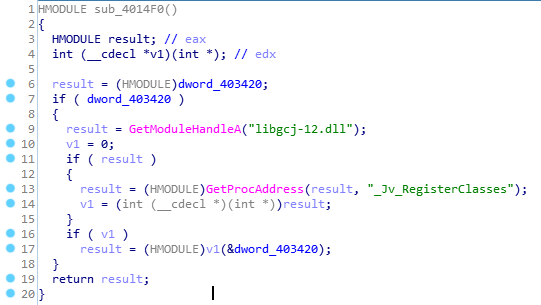 1 HMODULE sub_4014F0()
2 {
3 HMODULE result; // eax
4 int (__cdecl *v1)(int *); // edx
5
6 result = (HMODULE)dword_403420;
7 if ( dword_403420 )
8 {
9 result = GetModuleHandleA("libgcj-12.dll");
10 v1 = 0;
11 if ( result )
12 {
13 result = (HMODULE)GetProcAddress(result, "_Jv_RegisterClasses");
14 v1 = (int (__cdecl *)(int *))result;
15 }
16 if ( v1 )
17 result = (HMODULE)v1(&dword_403420);
18 }
19 return result;
20 }